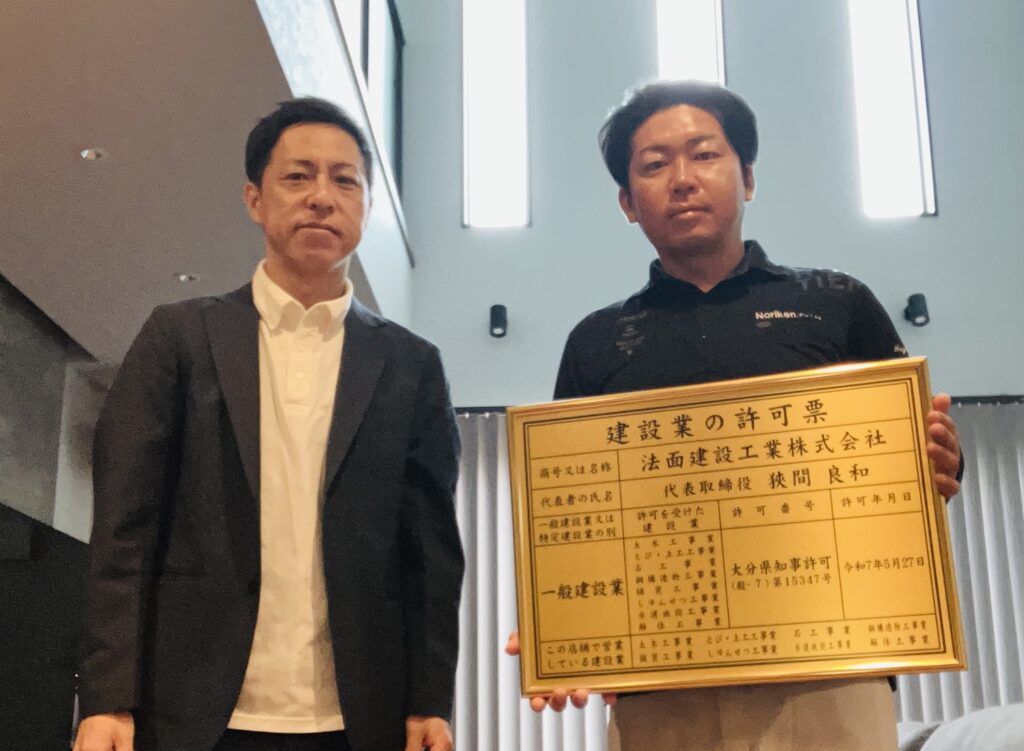 Noriken
建設業の許可票
商号又は名称
法面建設工業株式会社
代表者の氏名
代表取締役 狹間 良和
一般建設業又は
特定建設業の別
許可を受けた
建設業
許可番号
許可年月日
一般建設業
土木工事業
とび・土工工事業
石工事業
鋼構造物工事業
舗装工事業
しゅんせつ工事業
水道施設工事業
解体工事業
大分県知事許可
(般-7)第15347号
令和7年5月27日
この店舗で営業
している建設業
土木工事業 とび・土工工事業 石工事業 鋼構造物工事業
舗装工事業 しゅんせつ工事業 水道施設工事業 解体工事業